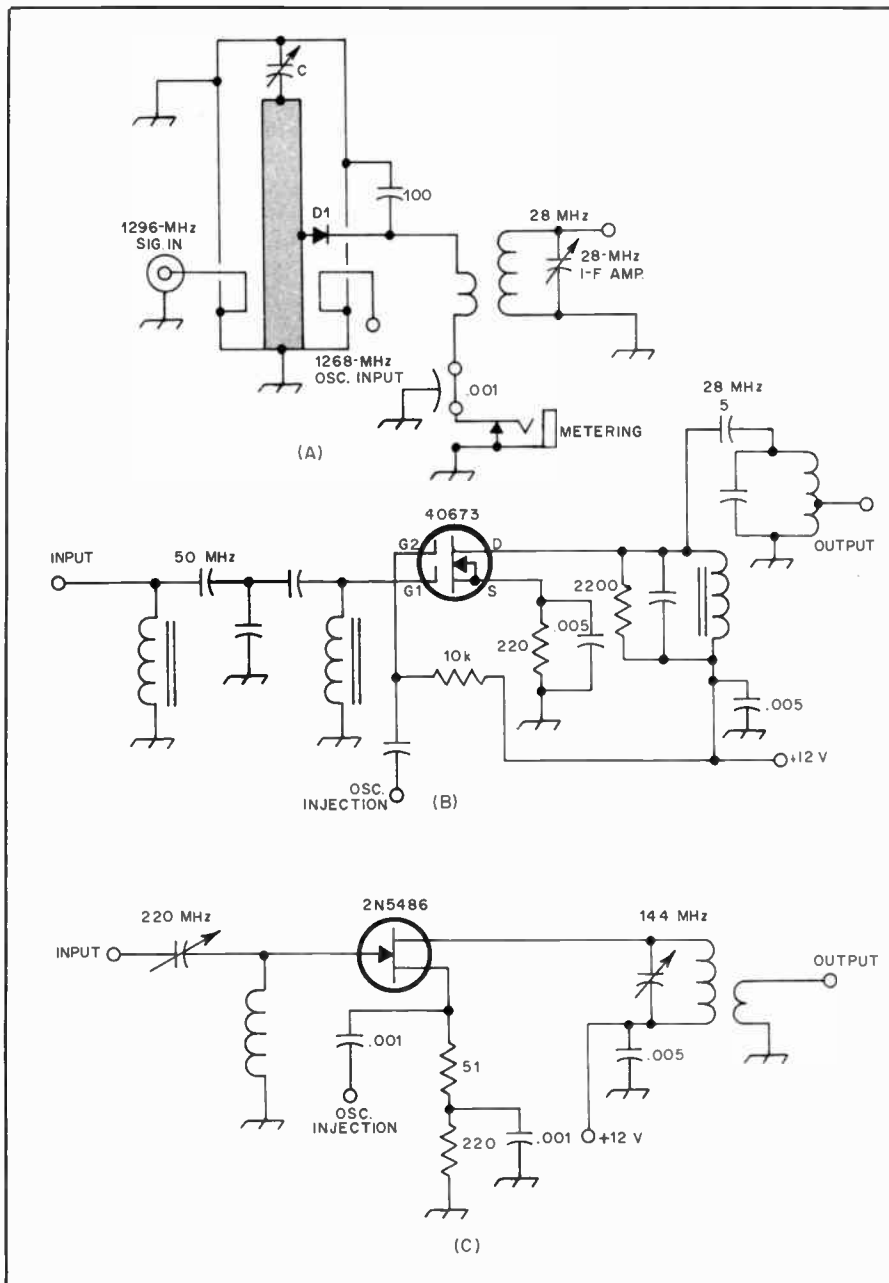 C
100
D1
1296-MHz
SIG. IN
28 MHz
28-MHz
I-F AMP.
1268-MHz
OSC. INPUT
.001
METERING
(A)
28 MHz
5
40673
INPUT
50 MHz
G2
D
G1
S
OUTPUT
2200
.005
220
10k
.005
+12 V
OSC.
INJECTION
(B)
2N5486
220 MHz
144 MHz
INPUT
OUTPUT
.001
51
.005
OSC.
INJECTION
220
.001
+12 V
(C)